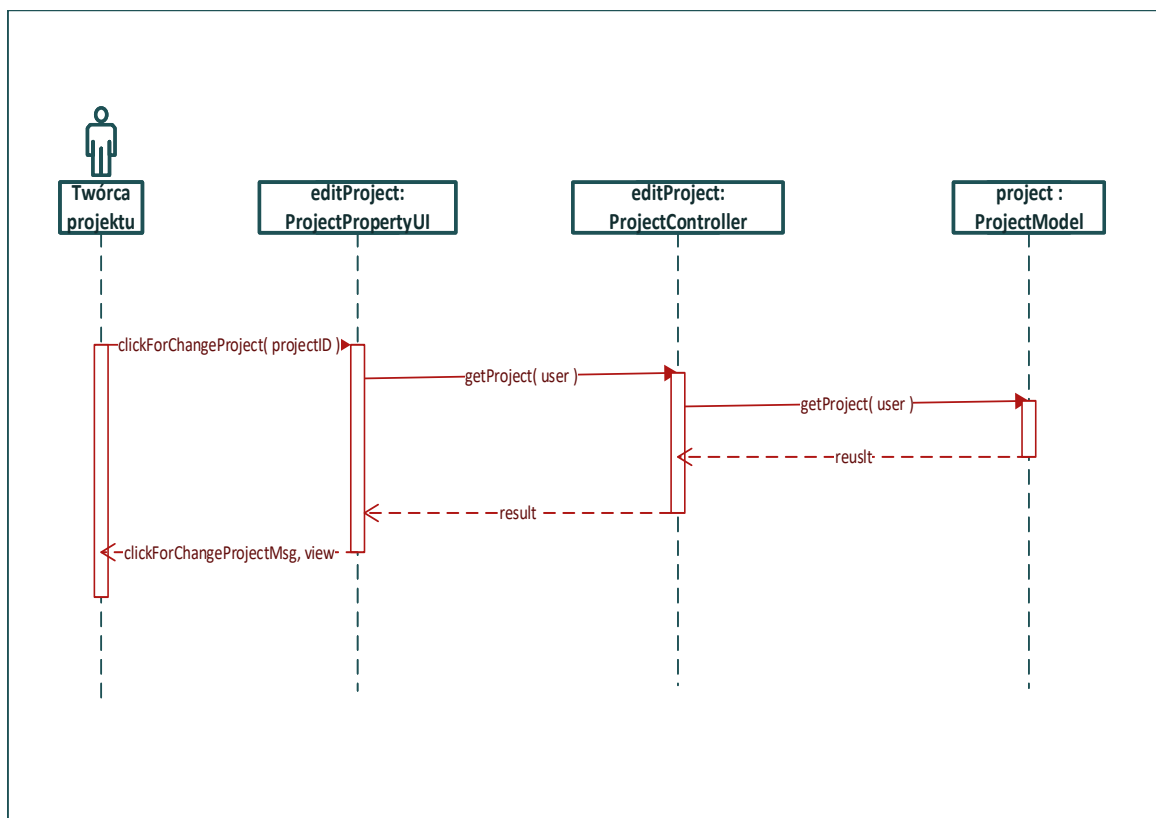 Twórca
projektu
editProject:
ProjectPropertyUI
editProject:
ProjectController
project :
ProjectModel
clickForChangeProject( projectID )
getProject( user )
getProject( user )
reuslt
result
clickForChangeProjectMsg, view